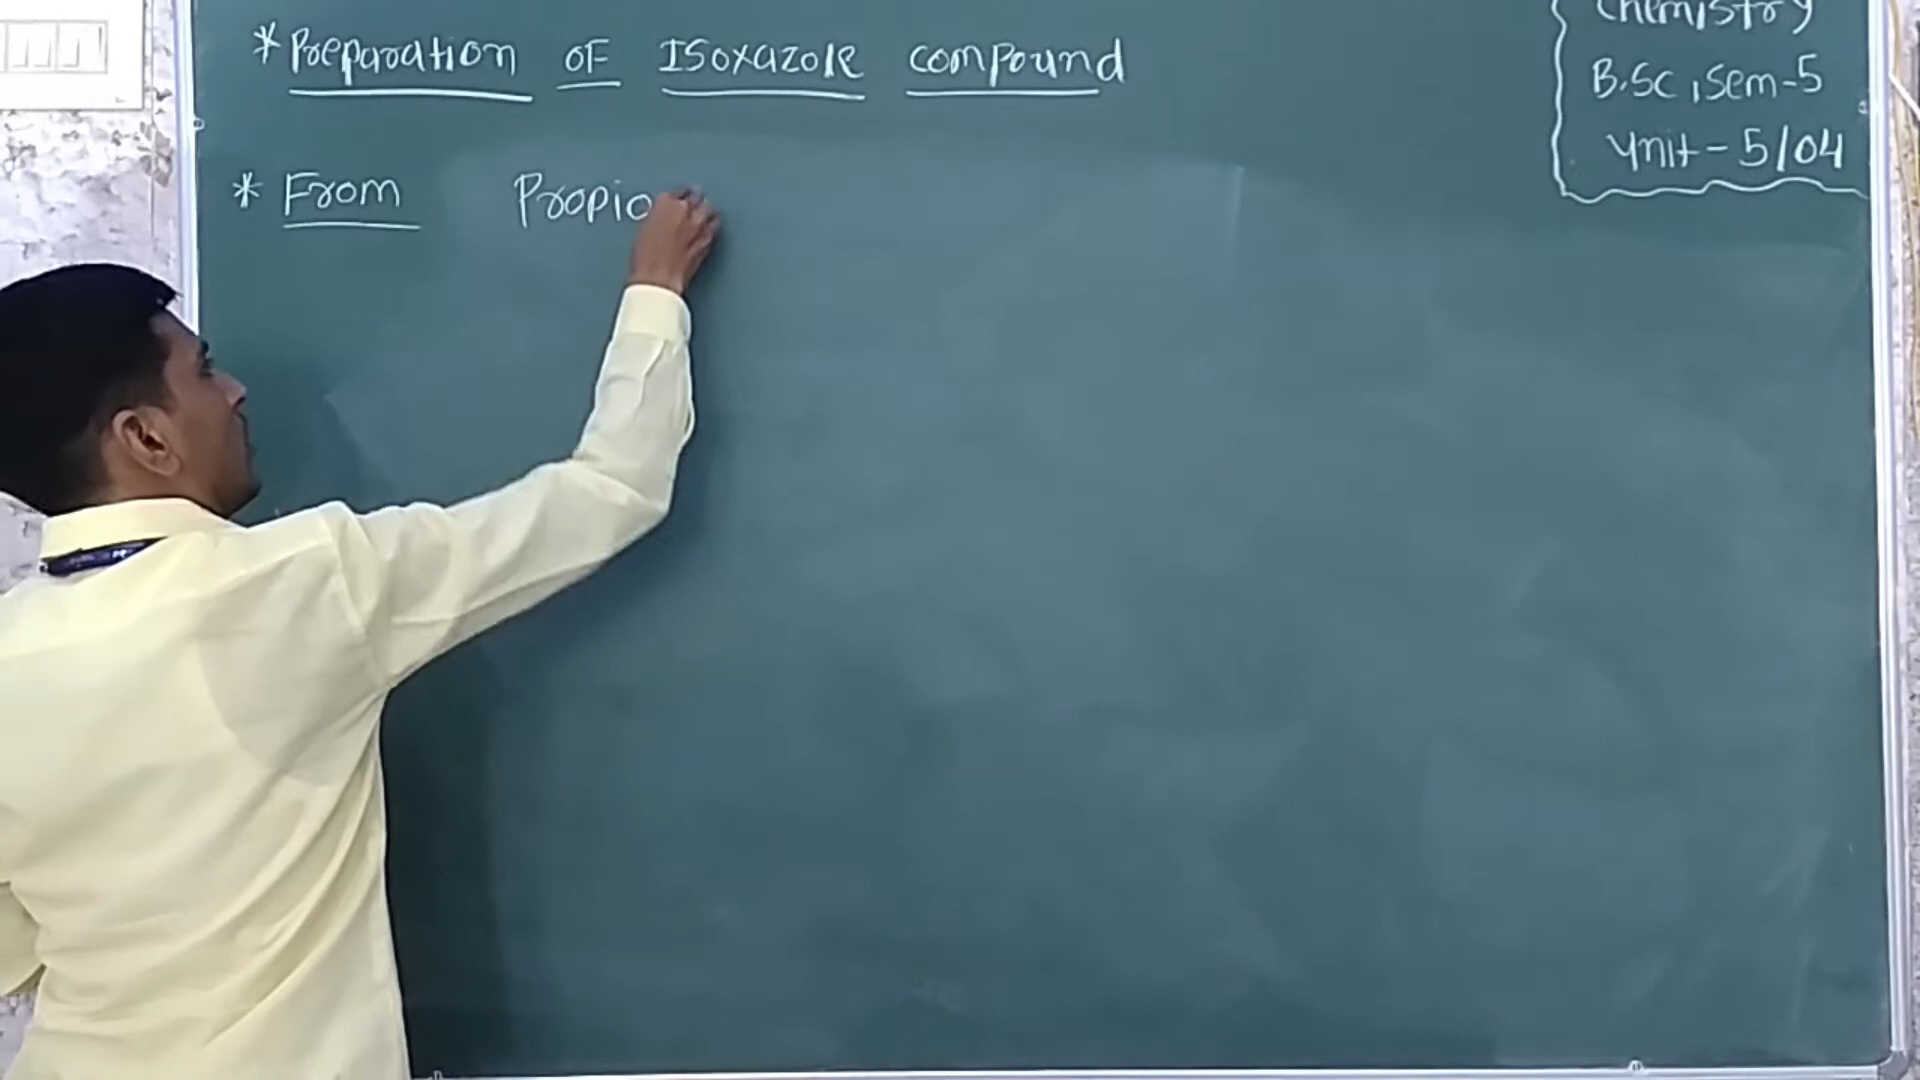 * Preparation of Isoxazole compound
chemistry
B.Sc, Sem-5
Unit - 5/04
* From Propio